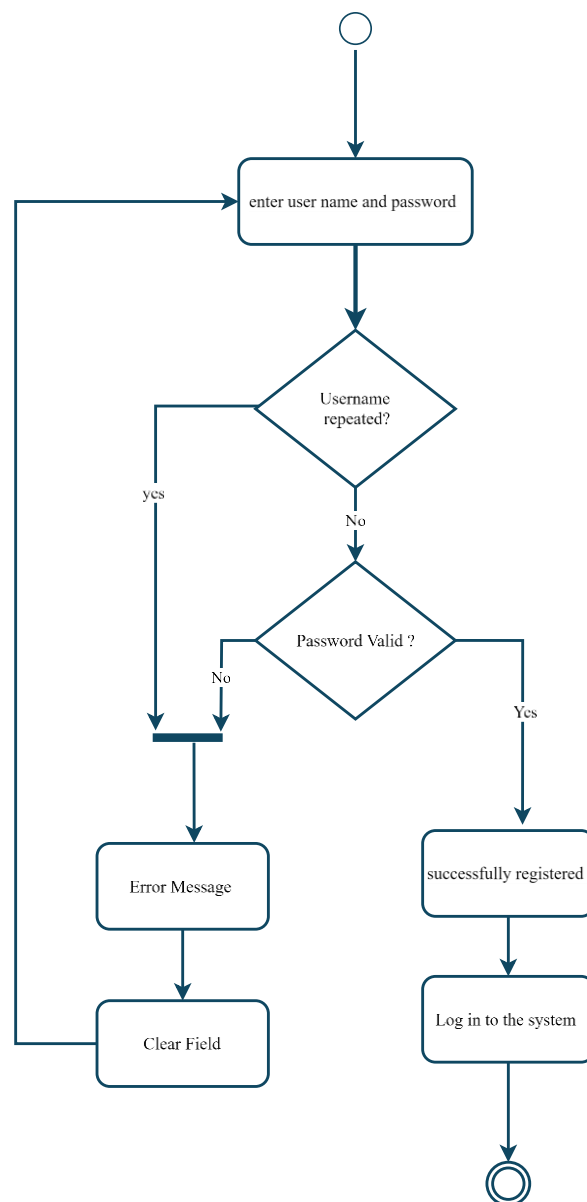 enter user name and password
Username
repeated?
yes
No
Password Valid ?
No
Yes
successfully registered
Error Message
Log in to the system
Clear Field